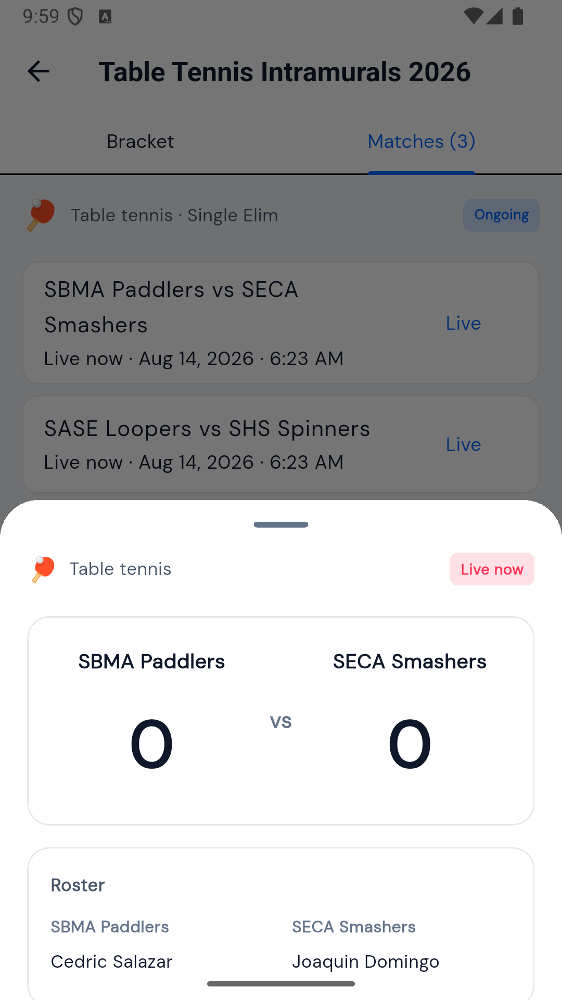 9:59
A
Table Tennis Intramurals 2026
Bracket
Matches (3)
Table tennis · Single Elim
Ongoing
SBMA Paddlers vs SECA
Smashers
Live
Live now · Aug 14, 2026 · 6:23 AM
SASE Loopers vs SHS Spinners
Live
Live now · Aug 14, 2026 · 6:23 AM
Table tennis
Live now
SBMA Paddlers
SECA Smashers
0
vs
0
Roster
SBMA Paddlers
SECA Smashers
Cedric Salazar
Joaquin Domingo